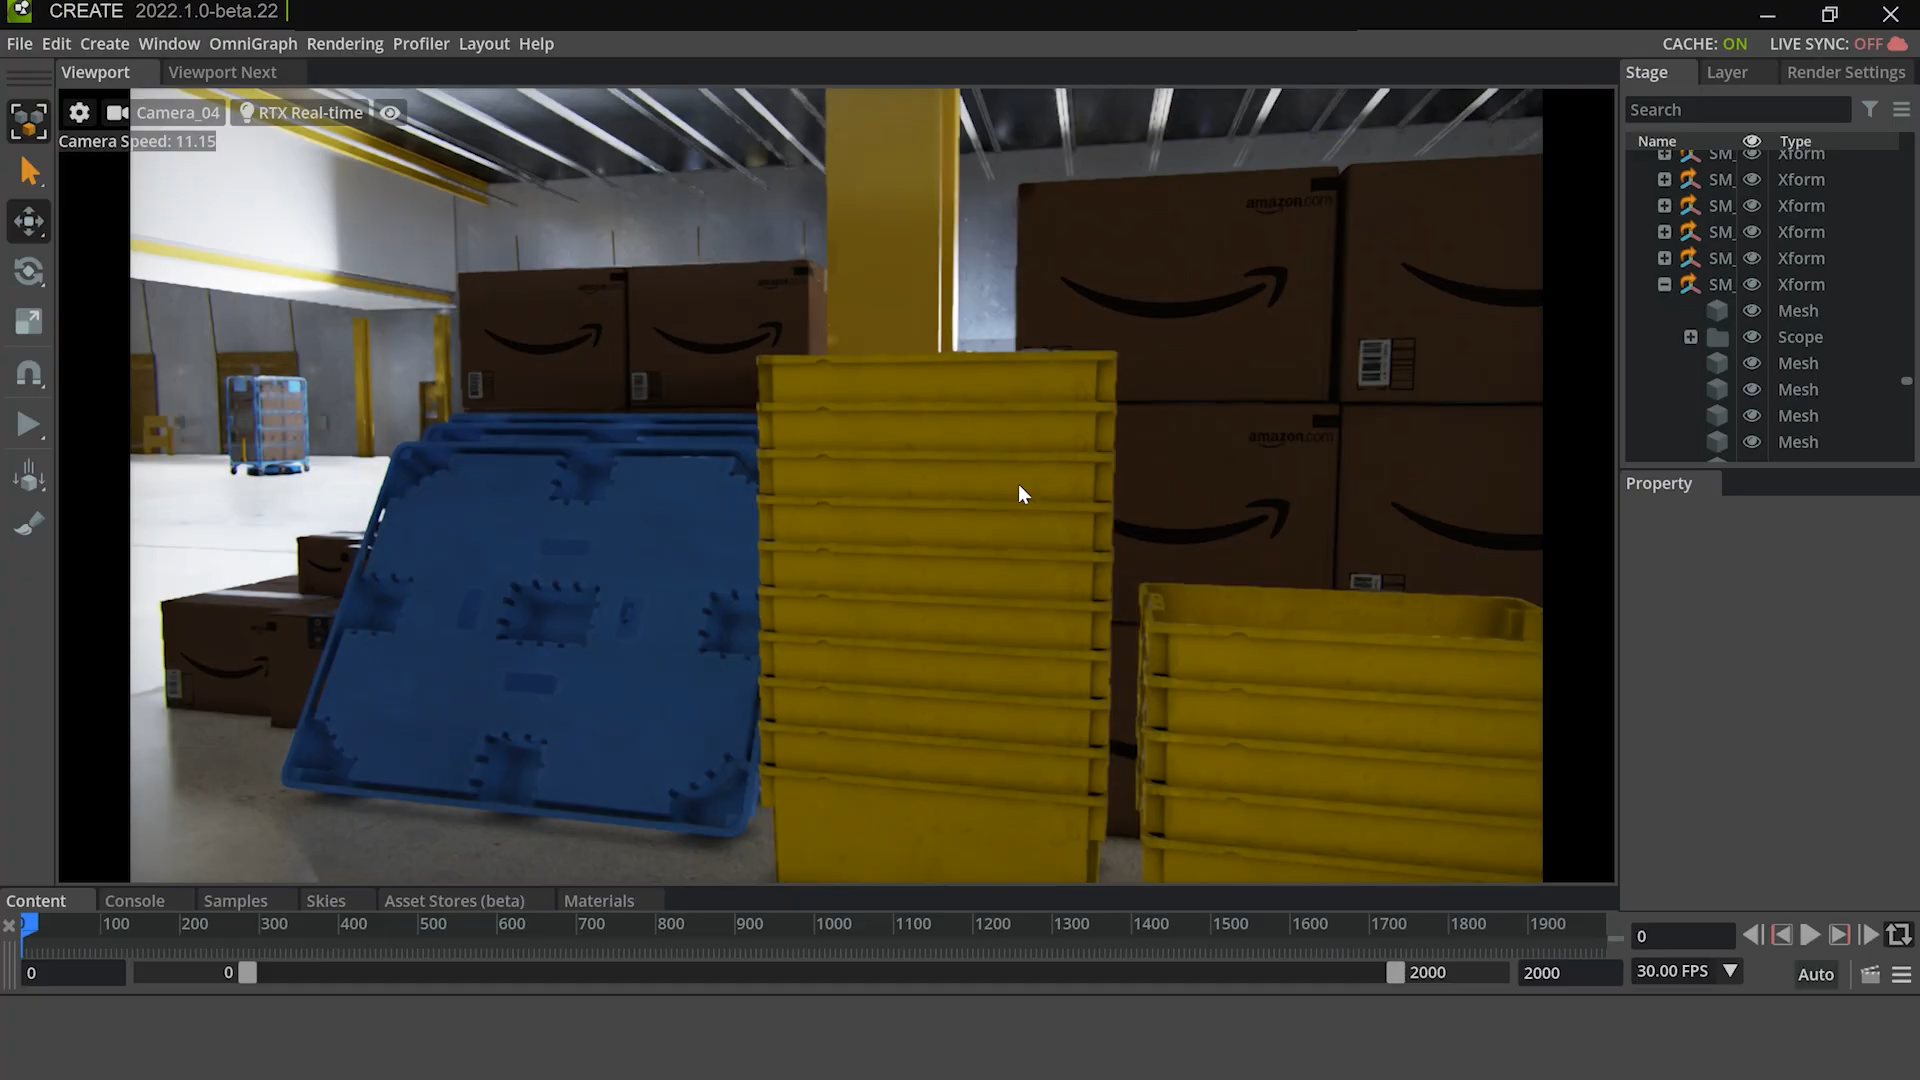 CREATE 2022.1.0-beta.22
File Edit Create Window OmniGraph Rendering Profiler Layout Help
CACHE: ON LIVE SYNC: OFF
Viewport Viewport Next
Stage Layer Render Settings
Camera_04 RTX Real-time
Camera Speed: 11.15
Search
Name Type
SM_ Xform
SM_ Xform
SM_ Xform
SM_ Xform
SM_ Xform
SM_ Xform
Mesh
Scope
Mesh
Mesh
Mesh
Mesh
Property
amazon.com
amazon.com
amazon.com
amazon.com
Content Console Samples Skies Asset Stores (beta) Materials
100 200 300 400 500 600 700 800 900 1000 1100 1200 1300 1400 1500 1600 1700 1800 1900
0
0 0 2000 2000 30.00 FPS Auto